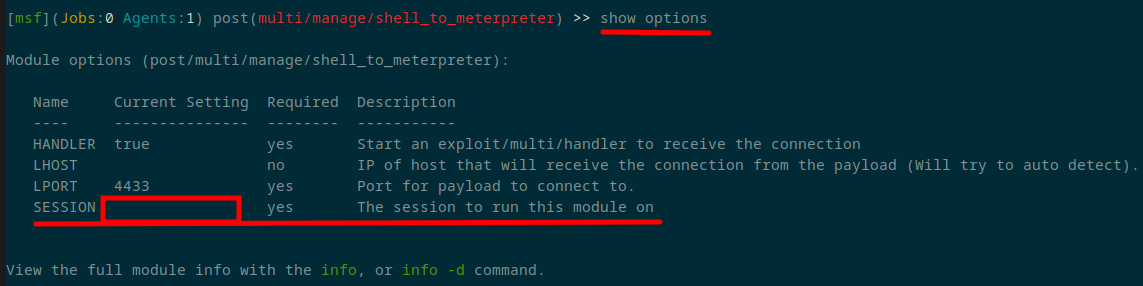 [msf](Jobs:0 Agents:1) post(multi/manage/shell_to_meterpreter) >> show options
Module options (post/multi/manage/shell_to_meterpreter):
Name Current Setting Required Description
---- --------------- -------- -----------
HANDLER true yes Start an exploit/multi/handler to receive the connection
LHOST no IP of host that will receive the connection from the payload (Will try to auto detect).
LPORT 4433 yes Port for payload to connect to.
SESSION yes The session to run this module on
View the full module info with the info, or info -d command.